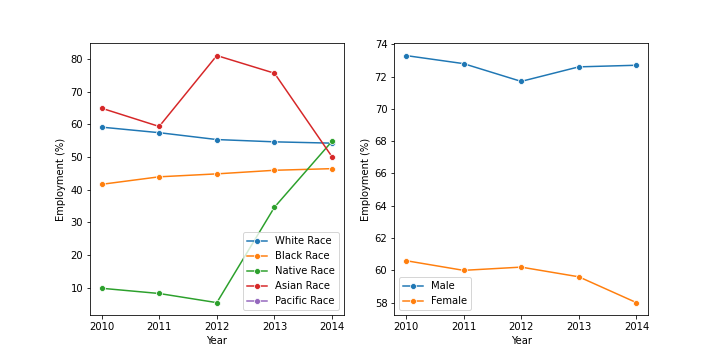 80
70
60
50
40
30
20
10
Employment (%)
2010 2011 2012 2013 2014
Year
White Race
Black Race
Native Race
Asian Race
Pacific Race
74
72
70
68
66
64
62
60
58
Employment (%)
2010 2011 2012 2013 2014
Year
Male
Female